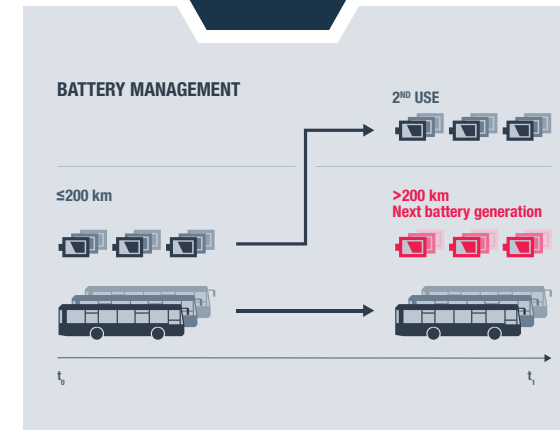 BATTERY MANAGEMENT
2ND USE
≤200 km
>200 km
Next battery generation
t0
t1